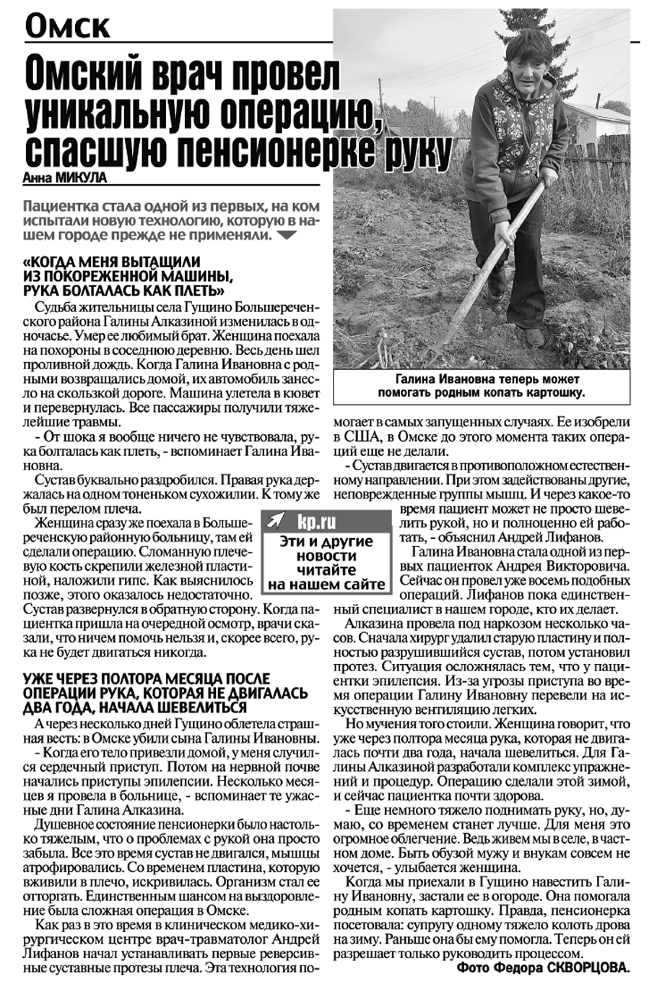 Омск
Омский врач провел
уникальную операцию,
спасшую пенсионерке руку
Анна МИКУЛА
Пациентка стала одной из первых, на ком
испытали новую технологию, которую в на-
шем городе прежде не применяли.
«КОГДА МЕНЯ ВЫТАЩИЛИ
ИЗ ПОКОРЕЖЕННОЙ МАШИНЫ,
РУКА БОЛТАЛАСЬ КАК ПЛЕТЬ»
Судьба жительницы села Гущино Большеречен-
ского района Галины Алказиной изменилась в од-
ночасье. Умер ее любимый брат. Женщина поехала
на похороны в соседнюю деревню. Весь день шел
проливной дождь. Когда Галина Ивановна с род-
ными возвращались домой, их автомобиль занес-
ло на скользкой дороге. Машина улетела в кювет
и перевернулась. Все пассажиры получили тяже-
лейшие травмы.
- От шока я вообще ничего не чувствовала, ру-
ка болталась как плеть, - вспоминает Галина Ива-
новна.
Сустав буквально раздробился. Правая рука дер-
жалась на одном тоненьком сухожилии. К тому же
был перелом плеча.
Женщина сразу же поехала в Больше-
реченскую районную больницу, там ей
сделали операцию. Сломанную плече-
вую кость скрепили железной пласти-
ной, наложили гипс. Как выяснилось
позже, этого оказалось недостаточно.
Сустав развернулся в обратную сторону. Когда па-
циентка пришла на очередной осмотр, врачи ска-
зали, что ничем помочь нельзя и, скорее всего, ру-
ка не будет двигаться никогда.
УЖЕ ЧЕРЕЗ ПОЛТОРА МЕСЯЦА ПОСЛЕ
ОПЕРАЦИИ РУКА, КОТОРАЯ НЕ ДВИГАЛАСЬ
ДВА ГОДА, НАЧАЛА ШЕВЕЛИТЬСЯ
А через несколько дней Гущино облетела страш-
ная весть: в Омске убили сына Галины Ивановны.
- Когда его тело привезли домой, у меня случил-
ся сердечный приступ. Потом на нервной почве
начались приступы эпилепсии. Несколько меся-
цев я провела в больнице, - вспоминает те ужас-
ные дни Галина Алказина.
Душевное состояние пенсионерки было настоль-
ко тяжелым, что о проблемах с рукой она просто
забыла. Все это время сустав не двигался, мышцы
атрофировались. Со временем пластина, которую
вживили в плечо, искривилась. Организм стал ее
отторгать. Единственным шансом на выздоровле-
ние была сложная операция в Омске.
Как раз в это время в клиническом медико-хи-
рургическом центре врач-травматолог Андрей
Лифанов начал устанавливать первые реверсив-
ные суставные протезы плеча. Эта технология по-
Галина Ивановна теперь может
помогать родным копать картошку.
могает в самых запущенных случаях. Ее изобрели
в США, в Омске до этого момента таких опера-
ций еще не делали.
- Сустав двигается в противоположном естествен-
ному направлении. При этом задействованы другие,
неповрежденные группы мышц. И через какое-то
время пациент может не просто шеве-
лить рукой, но и полноценно ей рабо-
тать, - объяснил Андрей Лифанов.
Галина Ивановна стала одной из пер-
вых пациенток Андрея Викторовича.
Сейчас он провел уже восемь подобных
операций. Лифанов пока единствен-
ный специалист в нашем городе, кто их делает.
Алказина провела под наркозом несколько ча-
сов. Сначала хирург удалил старую пластину и пол-
ностью разрушившийся сустав, потом установил
протез. Ситуация осложнялась тем, что у паци-
ентки эпилепсия. Из-за угрозы приступа во вре-
мя операции Галину Ивановну перевели на ис-
кусственную вентиляцию легких.
Но мучения того стоили. Женщина говорит, что
уже через полтора месяца рука, которая не двига-
лась почти два года, начала шевелиться. Для Га-
лины Алказиной разработали комплекс упражне-
ний и процедур. Операцию сделали этой зимой,
и сейчас пациентка почти здорова.
- Еще немного тяжело поднимать руку, но, ду-
маю, со временем станет лучше. Для меня это
огромное облегчение. Ведь живем мы в селе, в част-
ном доме. Быть обузой мужу и внукам совсем не
хочется, - улыбается женщина.
Когда мы приехали в Гущино навестить Гали-
ну Ивановну, застали ее в огороде. Она помогала
родным копать картошку. Правда, пенсионерка
посетовала: супругу одному тяжело колоть дрова
на зиму. Раньше она бы ему помогла. Теперь он ей
разрешает только руководить процессом.
Фото Федора СКВОРЦОВА.
kp.ru
Эти и другие
новости
читайте
на нашем сайте